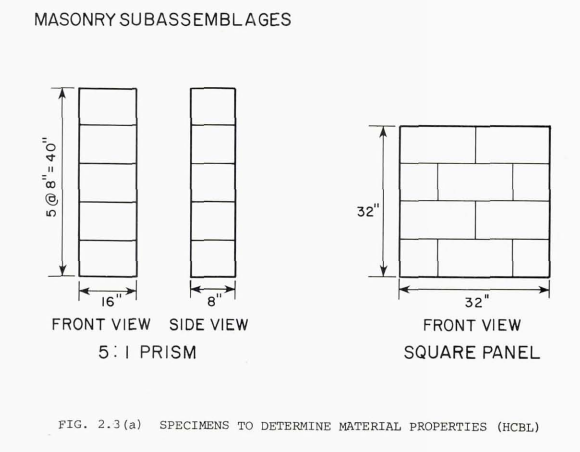 MASONRY SUBASSEMBLAGES
5 @ 8" = 40"
16"
8"
FRONT VIEW SIDE VIEW
5:1 PRISM
32"
32"
FRONT VIEW
SQUARE PANEL
FIG. 2.3(a) SPECIMENS TO DETERMINE MATERIAL PROPERTIES (HCBL)